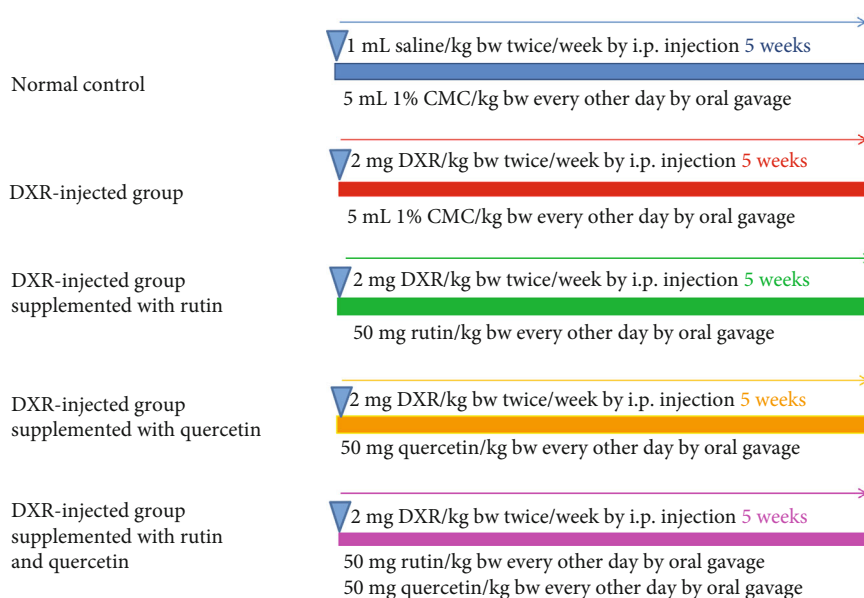 1 mL saline/kg bw twice/week by i.p. injection 5 weeks
Normal control
5 mL 1% CMC/kg bw every other day by oral gavage
2 mg DXR/kg bw twice/week by i.p. injection 5 weeks
DXR-injected group
5 mL 1% CMC/kg bw every other day by oral gavage
DXR-injected group
supplemented with rutin
2 mg DXR/kg bw twice/week by i.p. injection 5 weeks
50 mg rutin/kg bw every other day by oral gavage
DXR-injected group
supplemented with quercetin
2 mg DXR/kg bw twice/week by i.p. injection 5 weeks
50 mg quercetin/kg bw every other day by oral gavage
DXR-injected group
supplemented with rutin
and quercetin
2 mg DXR/kg bw twice/week by i.p. injection 5 weeks
50 mg rutin/kg bw every other day by oral gavage
50 mg quercetin/kg bw every other day by oral gavage